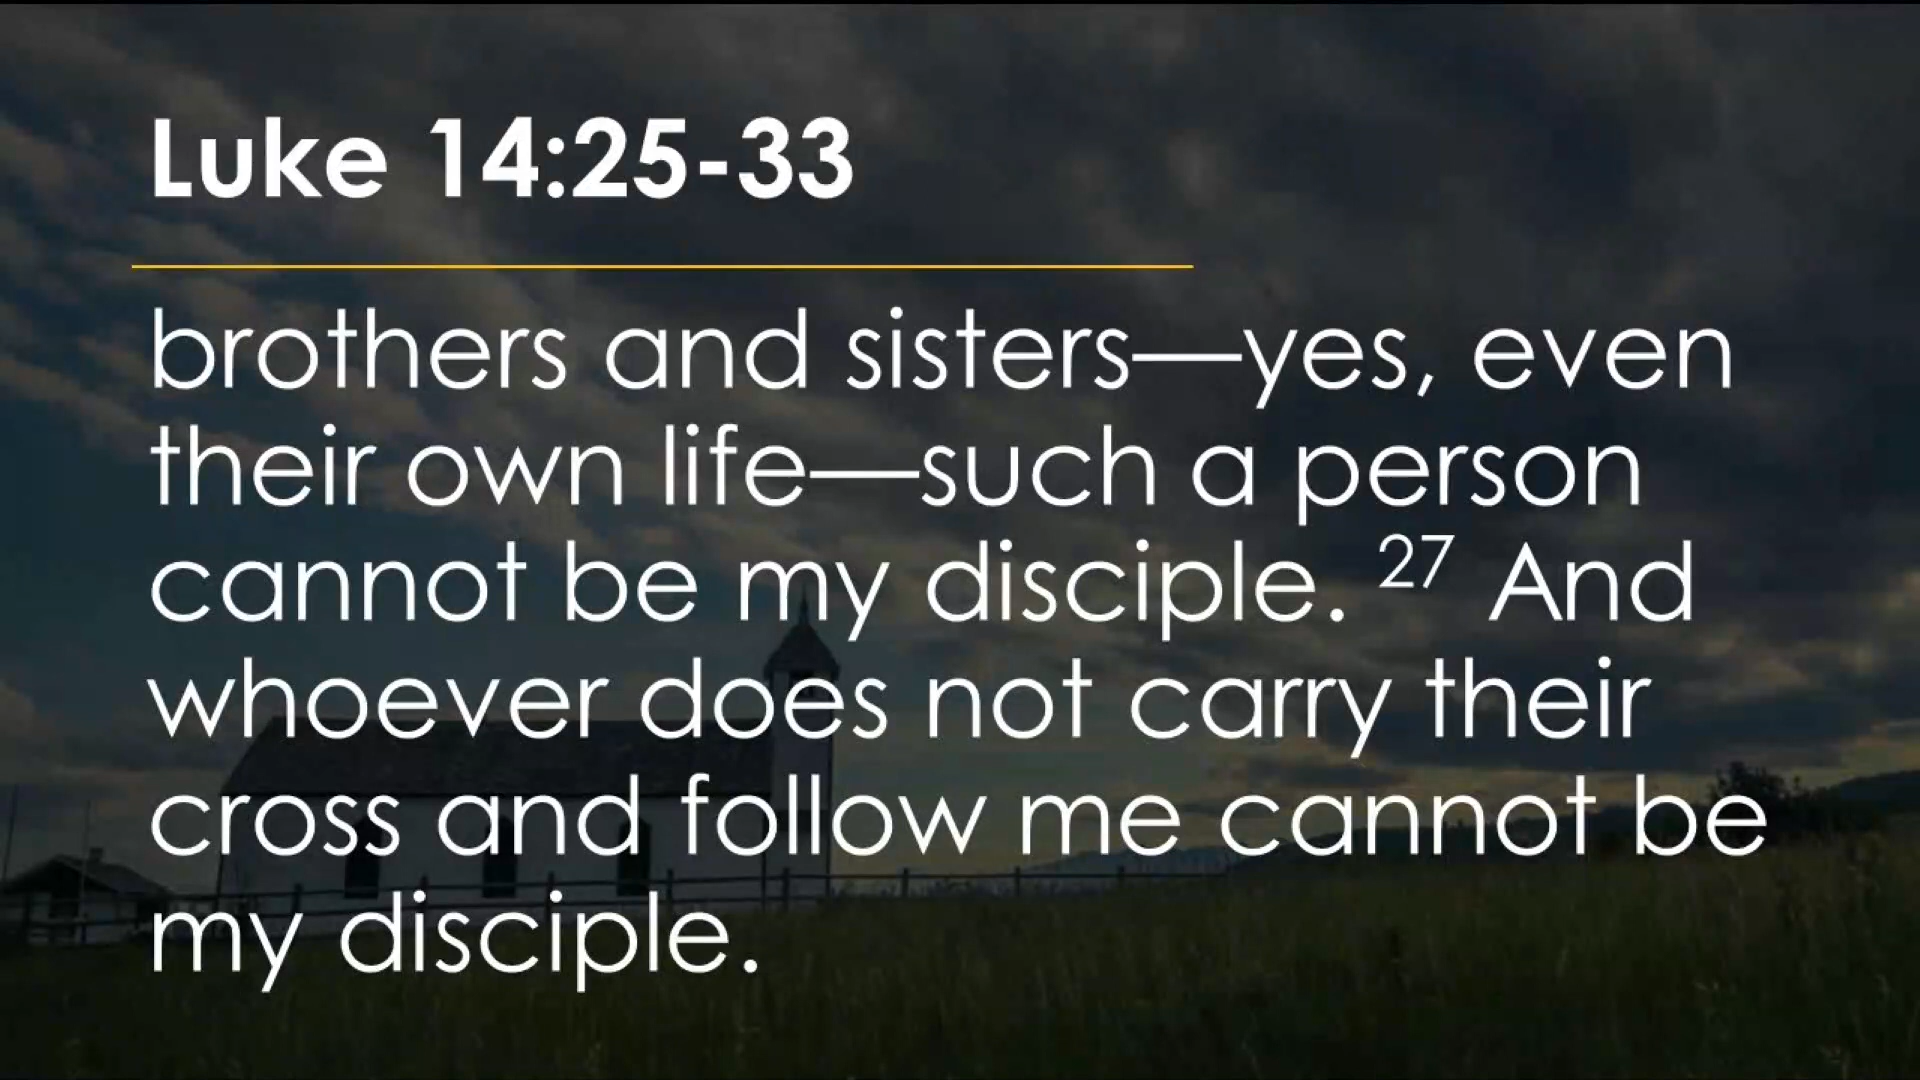 Luke 14:25-33
brothers and sisters—yes, even
their own life—such a person
cannot be my disciple. 27 And
whoever does not carry their
cross and follow me cannot be
my disciple.